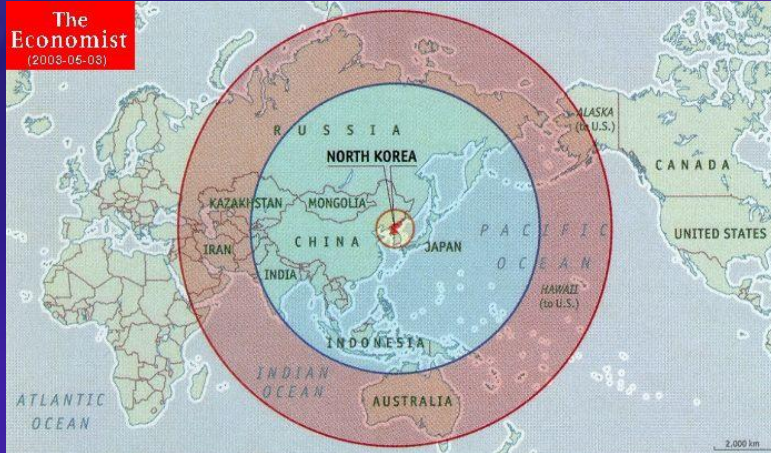 The
Economist
(2003-05-03)
RUSSIA
ALASKA
(to U.S.)
NORTH KOREA
CANADA
KAZAKHSTAN
MONGOLIA
PACIFIC
OCEAN
UNITED STATES
CHINA
JAPAN
IRAN
INDIA
HAWAII
(to U.S.)
INDONESIA
INDIAN
OCEAN
ATLANTIC
OCEAN
AUSTRALIA
2,000 km